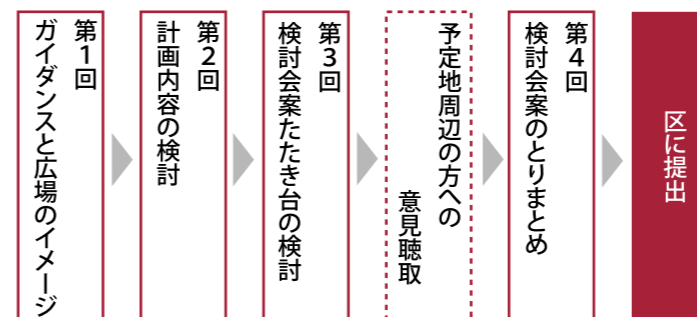 第1回
ガイダンスと広場のイメージ
第2回
計画内容の検討
第3回
検討会案たたき台の検討
予定地周辺の方への
意見聴取
第4回
検討会案のとりまとめ
区に提出